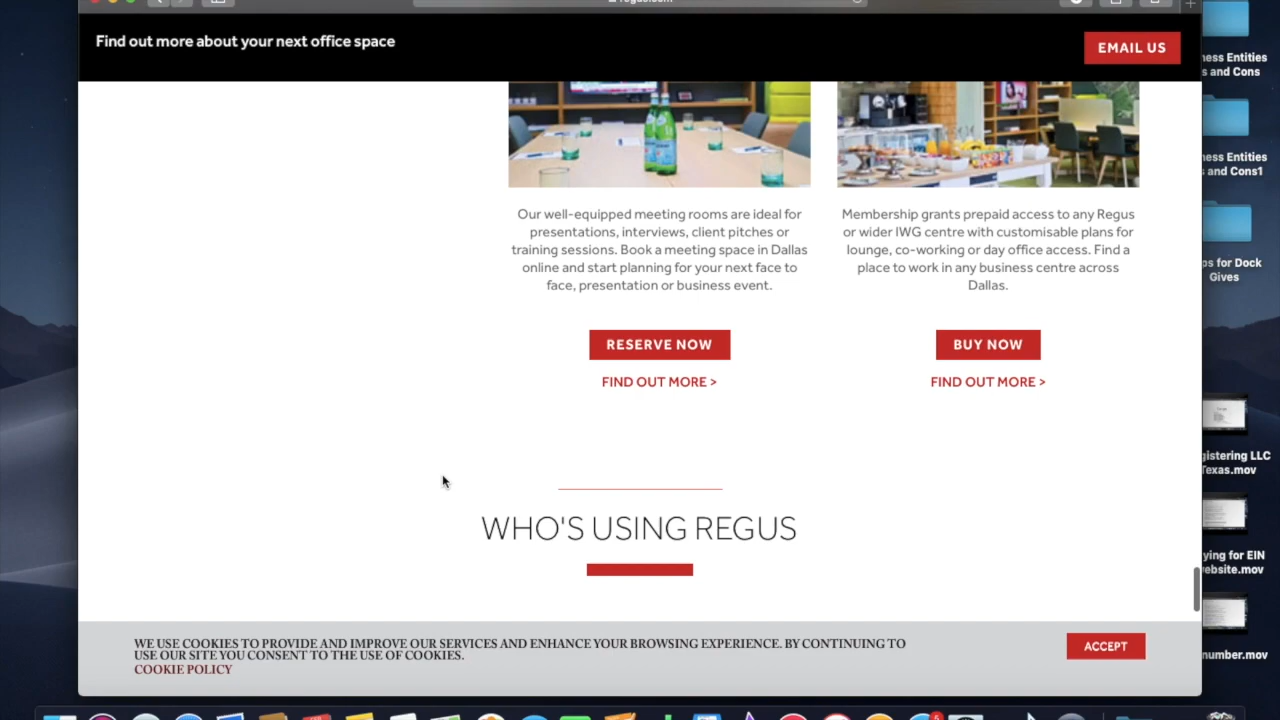 Find out more about your next office space
EMAIL US
Our well-equipped meeting rooms are ideal for
presentations, interviews, client pitches or
training sessions. Book a meeting space in Dallas
online and start planning for your next face to
face, presentation or business event.
RESERVE NOW
FIND OUT MORE >
Membership grants prepaid access to any Regus
or wider IWG centre with customisable plans for
lounge, co-working or day office access. Find a
place to work in any business centre across
Dallas.
BUY NOW
FIND OUT MORE >
WHO'S USING REGUS
WE USE COOKIES TO PROVIDE AND IMPROVE OUR SERVICES AND ENHANCE YOUR BROWSING EXPERIENCE. BY CONTINUING TO
USE OUR SITE YOU CONSENT TO THE USE OF COOKIES.
COOKIE POLICY
ACCEPT
ness Entities
s and Cons
ness Entities
s and Cons1
ps for Dock
Gives
gistering LLC
Texas.mov
ying for EIN
website.mov
number.mov